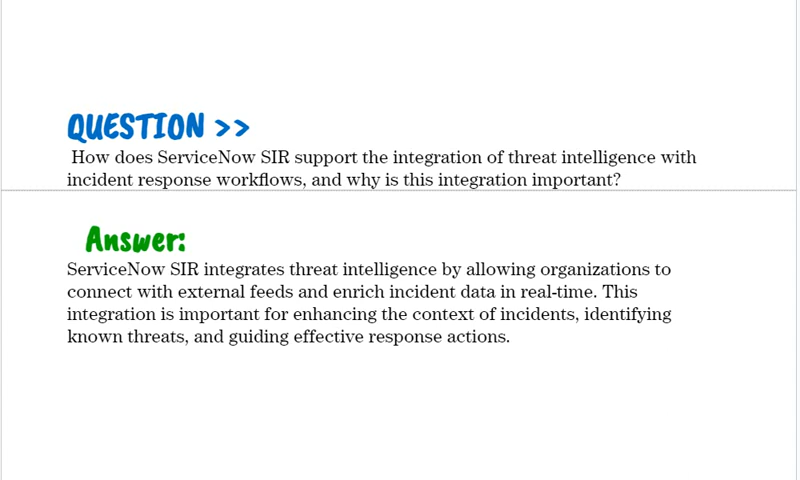 QUESTION >>
How does ServiceNow SIR support the integration of threat intelligence with
incident response workflows, and why is this integration important?
Answer:
ServiceNow SIR integrates threat intelligence by allowing organizations to
connect with external feeds and enrich incident data in real-time. This
integration is important for enhancing the context of incidents, identifying
known threats, and guiding effective response actions.